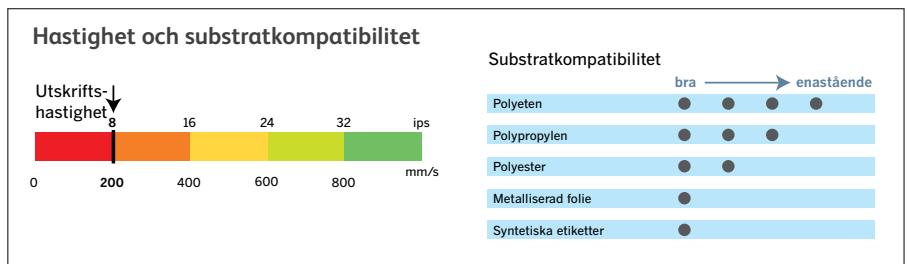 Hastighet och substratkompatibilitet
Utskrifts-
hastighet
8 16 24 32 ips
mm/s
0 200 400 600 800
Substratkompatibilitet
bra enastående
Polyeten
Polypropylen
Polyester
Metalliserad folie
Syntetiska etiketter